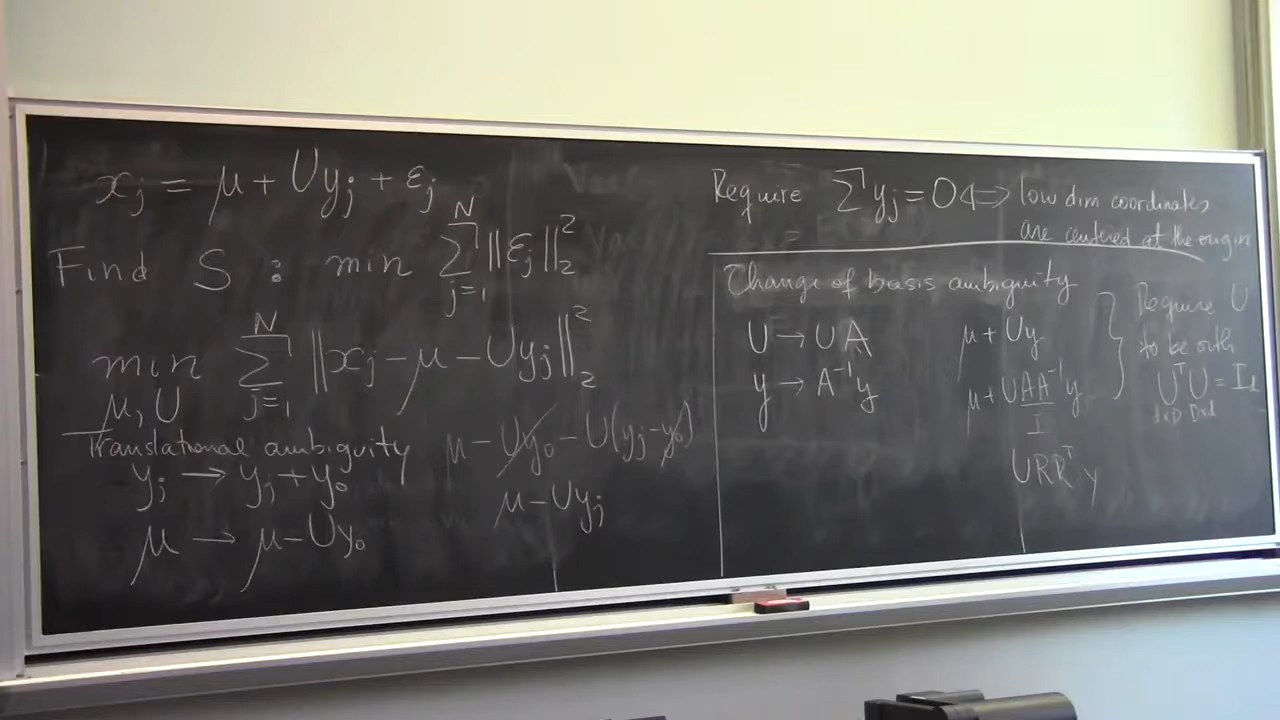 x_j = μ + Uy_j + ε_j
Find S : min Σ_{j=1}^{N} ||ε_j||_2^2
min_{μ, U} Σ_{j=1}^{N} ||x_j - μ - Uy_j||_2^2
Translational ambiguity
y_j → y_j + y_0
μ → μ - Uy_0
μ - Uy_0 - U(y_j - y_0)
μ - Uy_j
Require Σ y_j = 0 ⇔ low dim coordinates
are centered at the origin
Change of basis ambiguity
U → UA
y → A^{-1}y
μ + Uy
μ + UAA^{-1}y
I
URR^T y
Require U
to be orth
U^T U = I_d
d×D D×d